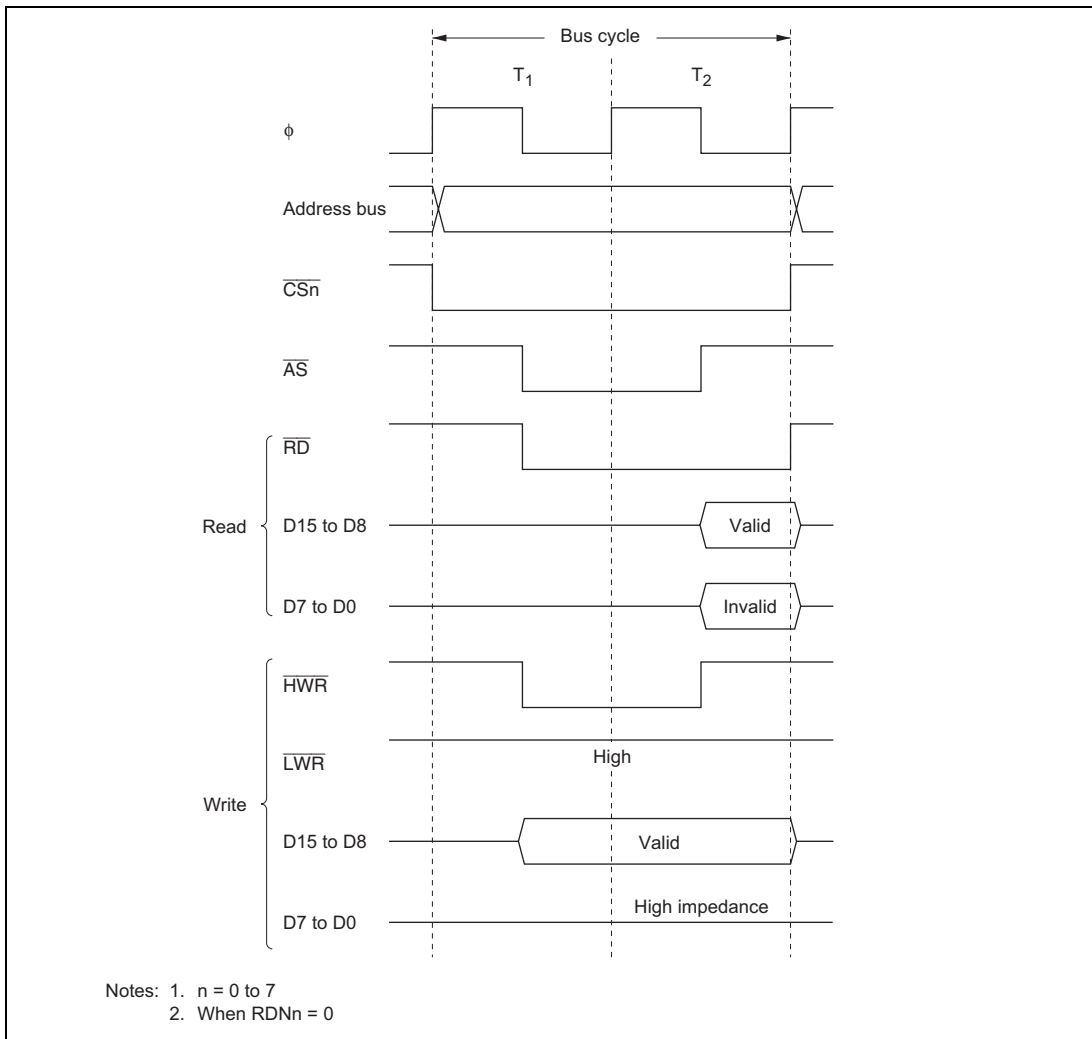 Bus cycle
T1 T2
ϕ
Address bus
CSn
AS
RD
Read D15 to D8 Valid
D7 to D0 Invalid
HWR
LWR High
Write
D15 to D8 Valid
D7 to D0 High impedance
Notes: 1. n = 0 to 7
2. When RDNn = 0